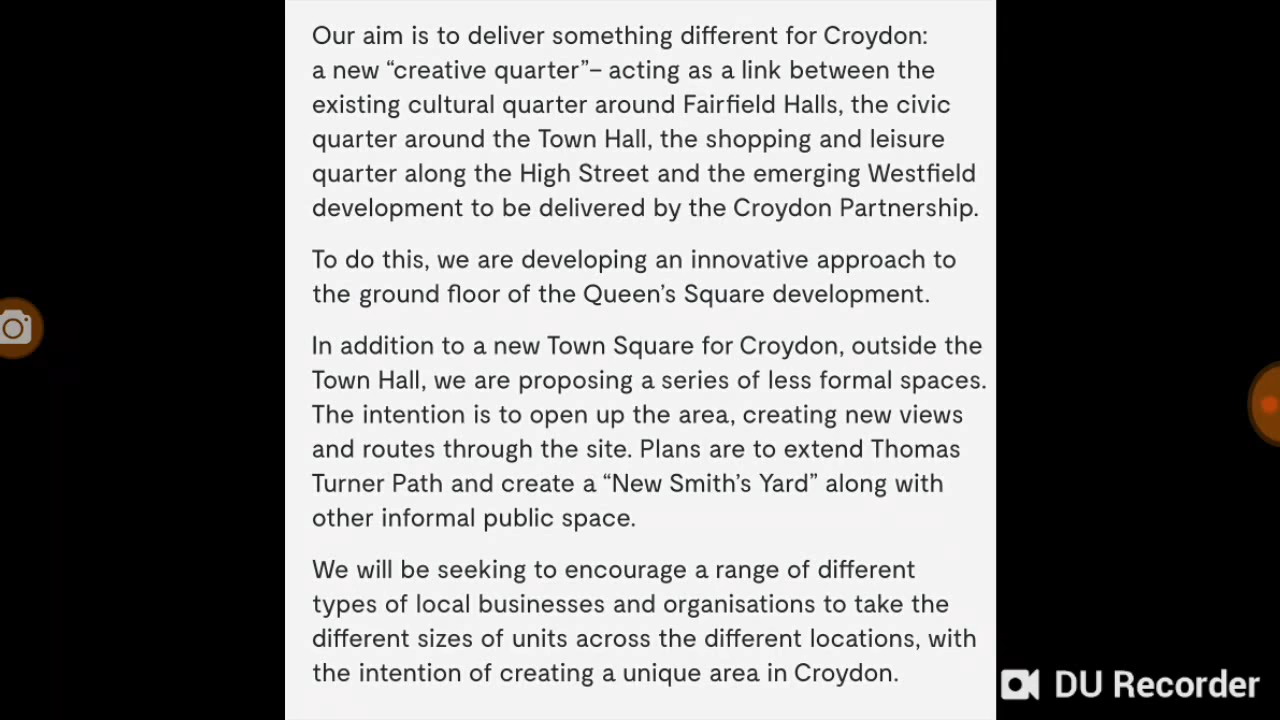 Our aim is to deliver something different for Croydon:
a new “creative quarter”– acting as a link between the
existing cultural quarter around Fairfield Halls, the civic
quarter around the Town Hall, the shopping and leisure
quarter along the High Street and the emerging Westfield
development to be delivered by the Croydon Partnership.
To do this, we are developing an innovative approach to
the ground floor of the Queen’s Square development.
In addition to a new Town Square for Croydon, outside the
Town Hall, we are proposing a series of less formal spaces.
The intention is to open up the area, creating new views
and routes through the site. Plans are to extend Thomas
Turner Path and create a “New Smith’s Yard” along with
other informal public space.
We will be seeking to encourage a range of different
types of local businesses and organisations to take the
different sizes of units across the different locations, with
the intention of creating a unique area in Croydon.
DU Recorder